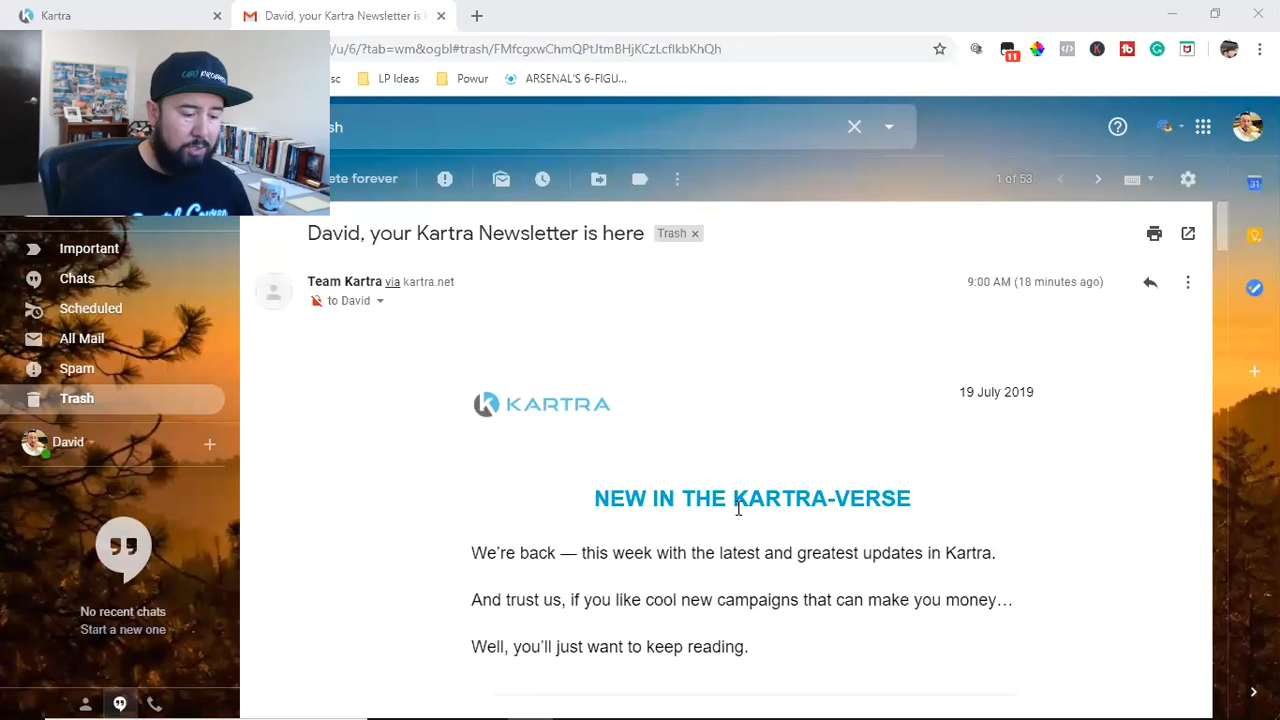 Kartra
David, your Kartra Newsletter is
/u/6/?tab=wm&ogbl#trash/FMfcgxwChmQPtJtmBHjKCzLcflkbKhQh
11
LP Ideas
Powur
ARSENAL'S 6-FIGU...
sh
te forever
1 of 53
31
Important
Chats
Scheduled
All Mail
Spam
Trash
David
No recent chats
Start a new one
David, your Kartra Newsletter is here
Trash
Team Kartra via kartra.net
9:00 AM (18 minutes ago)
to David
KARTRA
19 July 2019
NEW IN THE KARTRA-VERSE
We're back — this week with the latest and greatest updates in Kartra.
And trust us, if you like cool new campaigns that can make you money…
Well, you'll just want to keep reading.